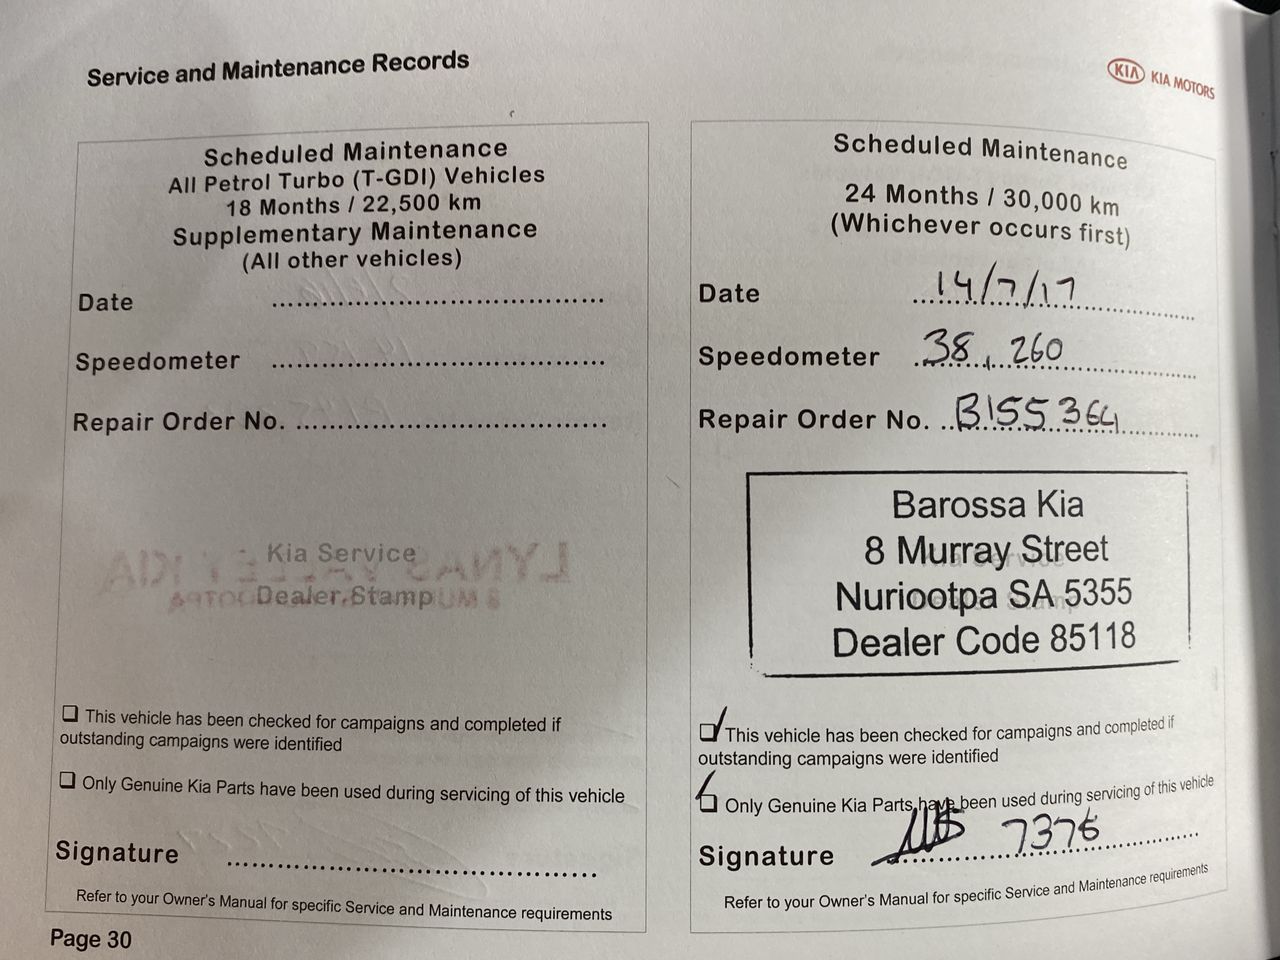 Service and Maintenance Records
KIA KIA MOTORS
Scheduled Maintenance
All Petrol Turbo (T-GDI) Vehicles
18 Months / 22,500 km
Supplementary Maintenance
(All other vehicles)
Date
Speedometer
Repair Order No.
Kia Service
Dealer Stamp
This vehicle has been checked for campaigns and completed if
outstanding campaigns were identified
Only Genuine Kia Parts have been used during servicing of this vehicle
Signature
Refer to your Owner's Manual for specific Service and Maintenance requirements
Page 30
Scheduled Maintenance
24 Months / 30,000 km
(Whichever occurs first)
Date 14/7/17
Speedometer 38,260
Repair Order No. B155364
Barossa Kia
8 Murray Street
Nuriootpa SA 5355
Dealer Code 85118
This vehicle has been checked for campaigns and completed if
outstanding campaigns were identified
Only Genuine Kia Parts have been used during servicing of this vehicle
Signature 7376
Refer to your Owner's Manual for specific Service and Maintenance requirements